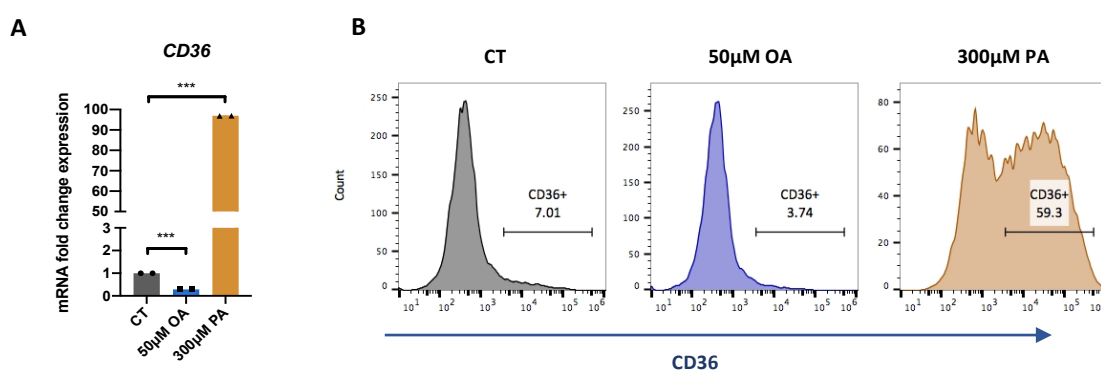 A
CD36
***
mRNA fold change expression
100
90
80
70
60
50
3
2
1
0
***
CT
50µM OA
300µM PA
B
CT
50µM OA
300µM PA
Count
250
200
150
100
50
0
CD36+
7.01
10¹ 10² 10³ 10⁴ 10⁵ 10⁶
250
200
150
100
50
0
CD36+
3.74
10¹ 10² 10³ 10⁴ 10⁵ 10⁶
80
60
40
20
0
CD36+
59.3
10¹ 10² 10³ 10⁴ 10⁵
CD36